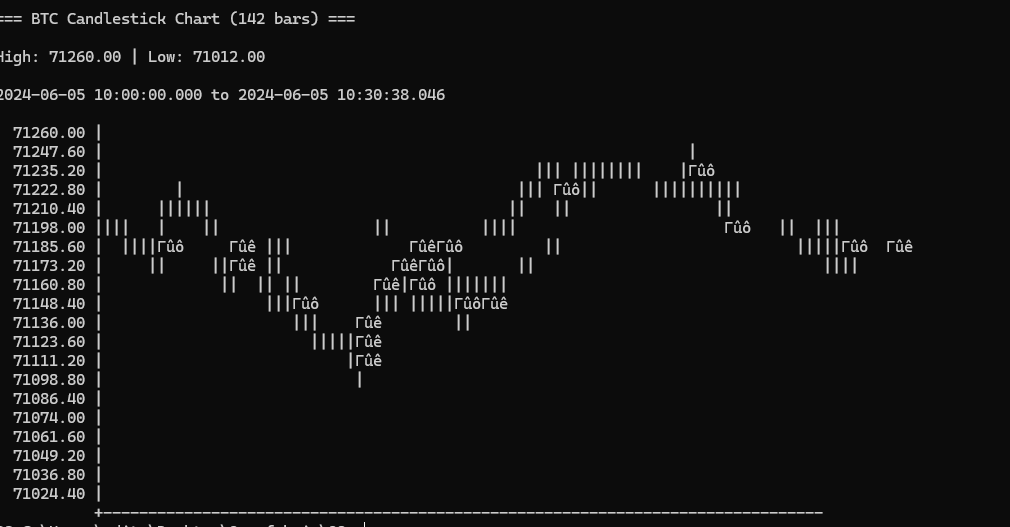 === BTC Candlestick Chart (142 bars) ===
High: 71260.00 | Low: 71012.00
2024-06-05 10:00:00.000 to 2024-06-05 10:30:38.046
71260.00 |
71247.60 | |
71235.20 | ||| |||||||| |Γûô
71222.80 | | ||| Γûô|| ||||||||||
71210.40 | |||||| || || ||
71198.00 |||| | || || |||| Γûô || |||
71185.60 | ||||Γûô Γûê ||| ΓûêΓûô || |||||Γûô Γûê
71173.20 | || ||Γûê || ΓûêΓûô| || ||||
71160.80 | || || || Γûê|Γûô |||||||
71148.40 | |||Γûô ||| |||||ΓûôΓûê
71136.00 | ||| Γûê ||
71123.60 | |||||Γûê
71111.20 | |Γûê
71098.80 | |
71086.40 |
71074.00 |
71061.60 |
71049.20 |
71036.80 |
71024.40 |
+--------------------------------------------------------------------------------